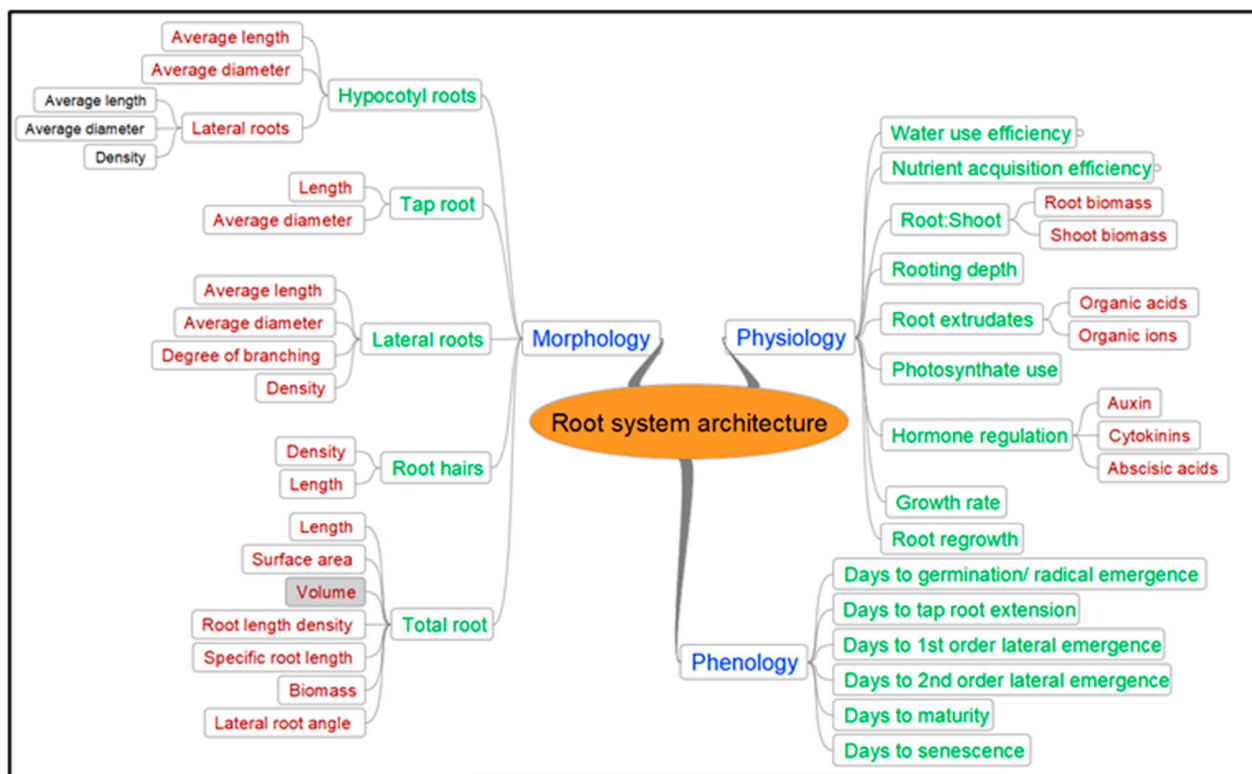 Average length
Average diameter
Hypocotyl roots
Average length
Average diameter
Lateral roots
Density
Length
Tap root
Average diameter
Average length
Average diameter
Lateral roots
Degree of branching
Density
Density
Root hairs
Length
Length
Surface area
Volume
Total root
Root length density
Specific root length
Biomass
Lateral root angle
Morphology
Root system architecture
Physiology
Water use efficiency
Nutrient acquisition efficiency
Root:Shoot
Root biomass
Shoot biomass
Rooting depth
Root extrudates
Organic acids
Organic ions
Photosynthate use
Hormone regulation
Auxin
Cytokinins
Abscisic acids
Growth rate
Root regrowth
Phenology
Days to germination/ radical emergence
Days to tap root extension
Days to 1st order lateral emergence
Days to 2nd order lateral emergence
Days to maturity
Days to senescence